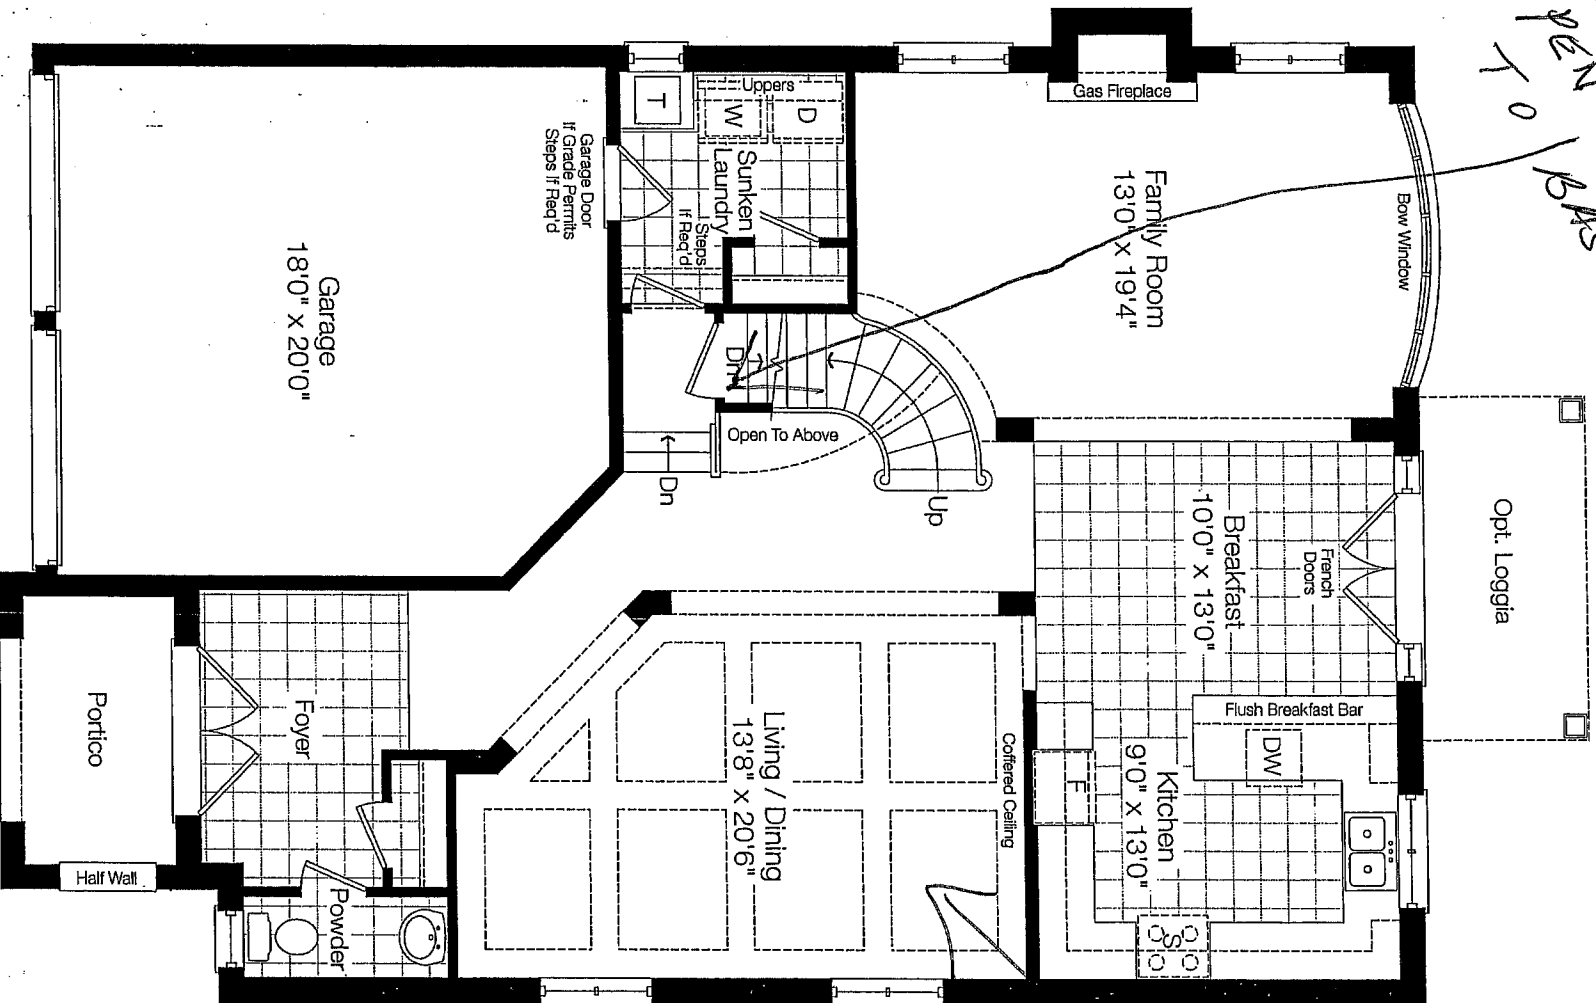 PEN
TO BAS
Gas Fireplace
Uppers
T
W
D
Sunken
Laundry
Steps
If Req'd
Garage Door
If Grade Permits
Steps If Req'd
Family Room
13'0" x 19'4"
Bow Window
Garage
18'0" x 20'0"
Dn
Open To Above
Dn
Up
Breakfast
10'0" x 13'0"
French
Doors
Opt. Loggia
Portico
Foyer
Half Wall
Powder
Living / Dining
13'8" x 20'6"
Coffered Ceiling
Flush Breakfast Bar
DW
Kitchen
9'0" x 13'0"
F
S